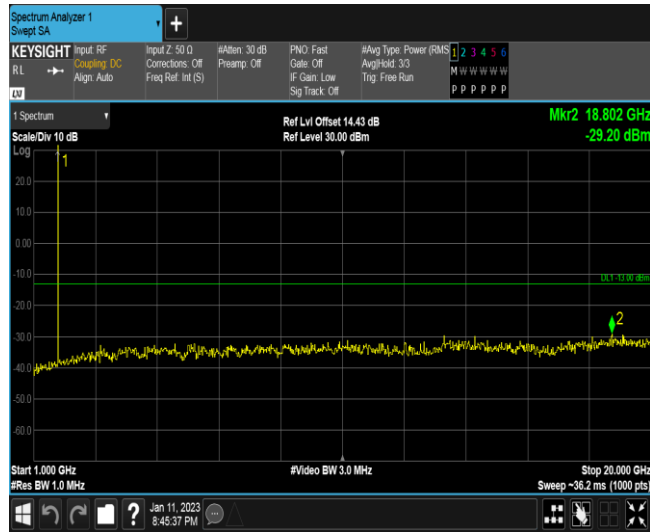 Spectrum Analyzer 1
Swept SA
+
KEYSIGHT
RL
LXI
Input: RF
Coupling: DC
Align: Auto
Input Z: 50 Ω
Corrections: Off
Freq Ref: Int (S)
#Atten: 30 dB
Preamp: Off
PNO: Fast
Gate: Off
IF Gain: Low
Sig Track: Off
#Avg Type: Power (RMS
Avg|Hold: 3/3
Trig: Free Run
1 2 3 4 5 6
M W W W W W
P P P P P P
1 Spectrum
Scale/Div 10 dB
Ref Lvl Offset 14.43 dB
Ref Level 30.00 dBm
Mkr2 18.802 GHz
-29.20 dBm
Log
1
20.0
10.0
0.00
-10.0
DL1 -13.00 dBm
-20.0
2
-30.0
-40.0
-50.0
-60.0
Start 1.000 GHz
#Video BW 3.0 MHz
Stop 20.000 GHz
#Res BW 1.0 MHz
Sweep ~36.2 ms (1000 pts)
?
Jan 11, 2023
8:45:37 PM